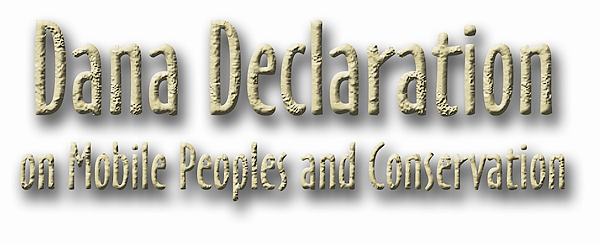 Dana Declaration
on Mobile Peoples and Conservation